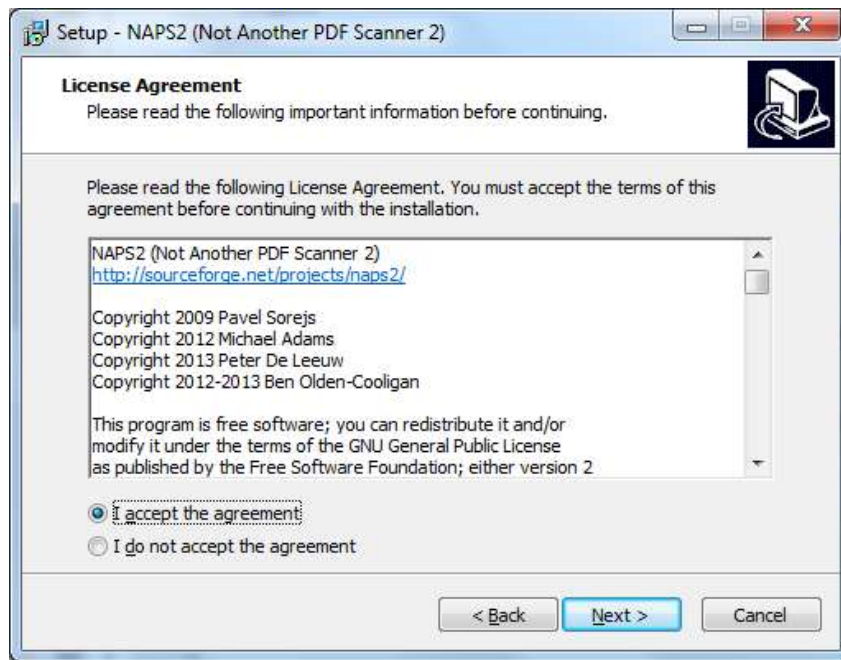 Setup - NAPS2 (Not Another PDF Scanner 2)
License Agreement
Please read the following important information before continuing.
Please read the following License Agreement. You must accept the terms of this
agreement before continuing with the installation.
NAPS2 (Not Another PDF Scanner 2)
http://sourceforge.net/projects/naps2/
Copyright 2009 Pavel Sorejs
Copyright 2012 Michael Adams
Copyright 2013 Peter De Leeuw
Copyright 2012-2013 Ben Olden-Cooligan
This program is free software; you can redistribute it and/or
modify it under the terms of the GNU General Public License
as published by the Free Software Foundation; either version 2
I accept the agreement
I do not accept the agreement
< Back
Next >
Cancel